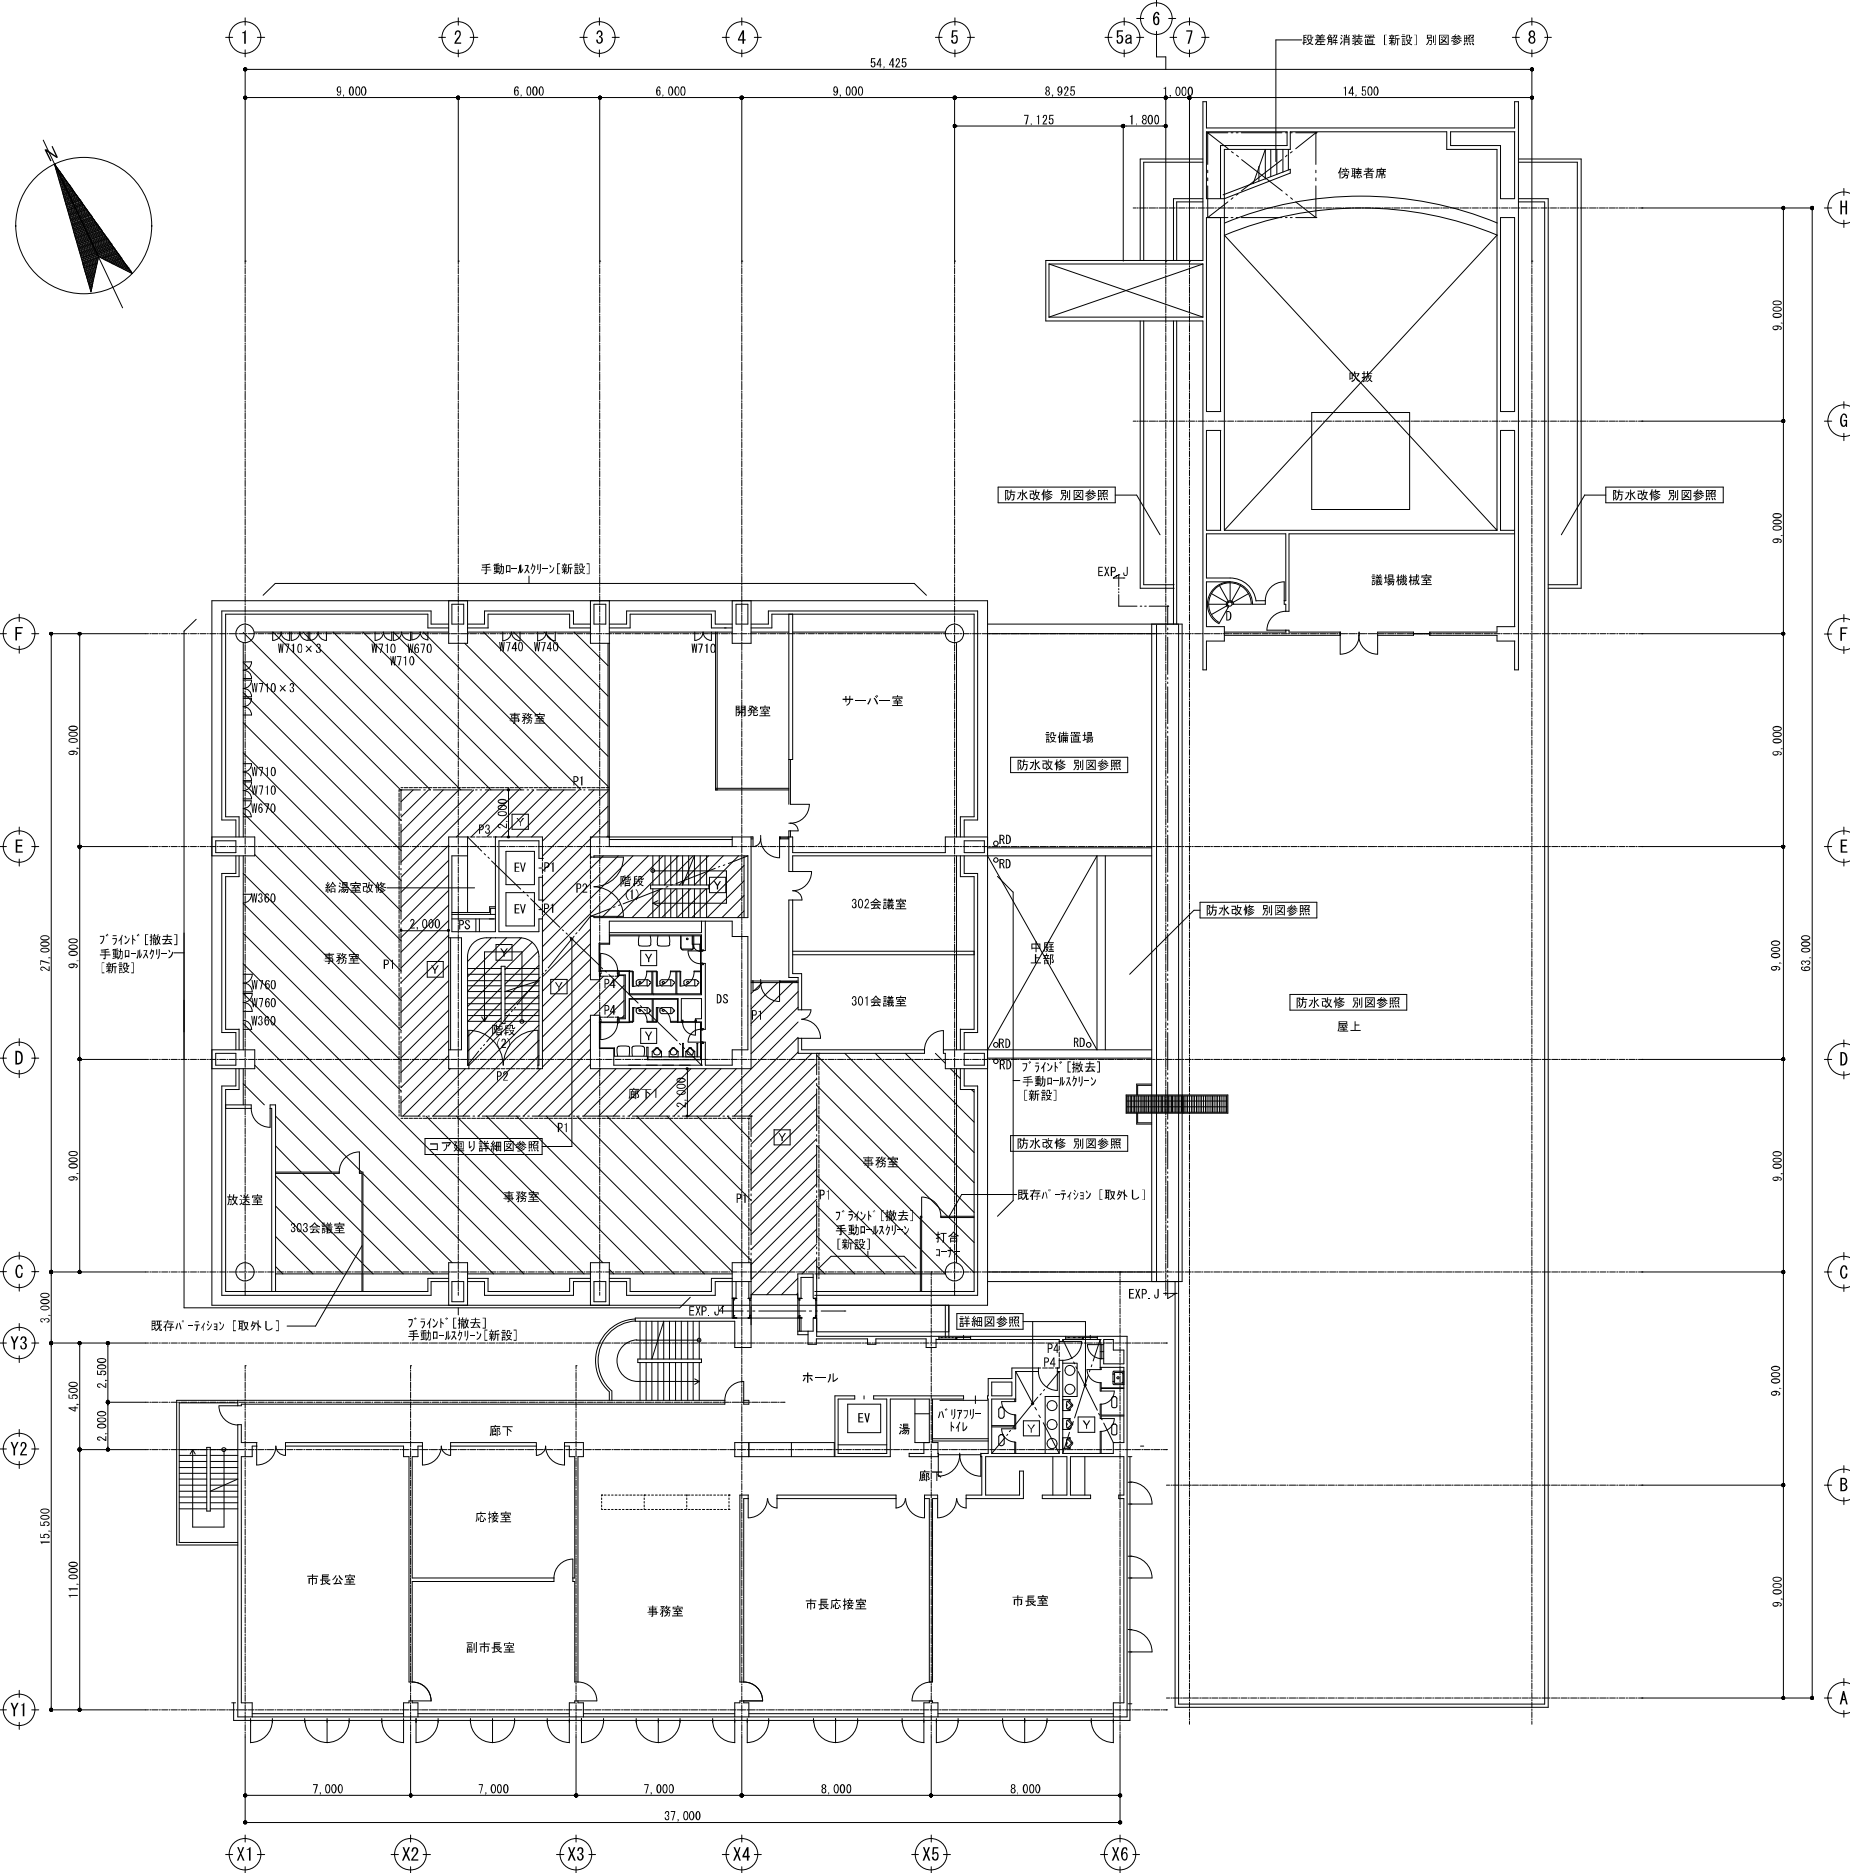 1
2
3
4
5
5a
6
7
8
段差解消装置［新設］別図参照
54,425
9,000
6,000
6,000
9,000
8,925
1,000
14,500
7,125
1,800
N
傍聴者席
H
9,000
吹抜
G
防水改修 別図参照
防水改修 別図参照
9,000
手動ﾛｰﾙｽｸﾘｰﾝ[新設]
EXP.J
議場機械室
D
F
F
W710×3
W710
W670
W710
W740
W740
W710
W710×3
事務室
開発室
サーバー室
設備置場
防水改修 別図参照
9,000
9,000
W710
W710
W670
P1
2,000
Y
P3
E
E
RD
RD
EV
P1
給湯室改修
P2
階段
(1)
Y
W360
EV
P1
302会議室
防水改修 別図参照
2,000
PS
27,000
9,000
ﾌﾞﾗｲﾝﾄﾞ[撤去]
手動ﾛｰﾙｽｸﾘｰﾝ
[新設]
事務室
P1
Y
Y
Y
Y
中庭
上部
9,000
63,000
W760
W760
W360
P4
P4
DS
301会議室
P1
防水改修 別図参照
屋上
階段
(2)
Y
RD
RD
D
D
P2
RD
ﾌﾞﾗｲﾝﾄﾞ[撤去]
手動ﾛｰﾙｽｸﾘｰﾝ
[新設]
廊下1
2,000
P1
コア廻り詳細図参照
Y
防水改修 別図参照
9,000
9,000
事務室
放送室
事務室
P1
P1
既存ﾊﾟｰﾃｨｼｮﾝ［取外し］
303会議室
ﾌﾞﾗｲﾝﾄﾞ[撤去]
手動ﾛｰﾙｽｸﾘｰﾝ
[新設]
打合
ｺｰﾅｰ
C
C
3,000
EXP.J
EXP.J
既存ﾊﾟｰﾃｨｼｮﾝ［取外し］
ﾌﾞﾗｲﾝﾄﾞ[撤去]
手動ﾛｰﾙｽｸﾘｰﾝ[新設]
詳細図参照
Y3
P4
P4
2,500
4,500
2,000
ホール
9,000
EV
湯
ﾊﾞﾘｱﾌﾘｰ
ﾄｲﾚ
Y
Y
廊下
Y2
廊下
B
応接室
15,500
11,000
市長公室
事務室
市長応接室
市長室
9,000
副市長室
Y1
A
7,000
7,000
7,000
8,000
8,000
37,000
X1
X2
X3
X4
X5
X6